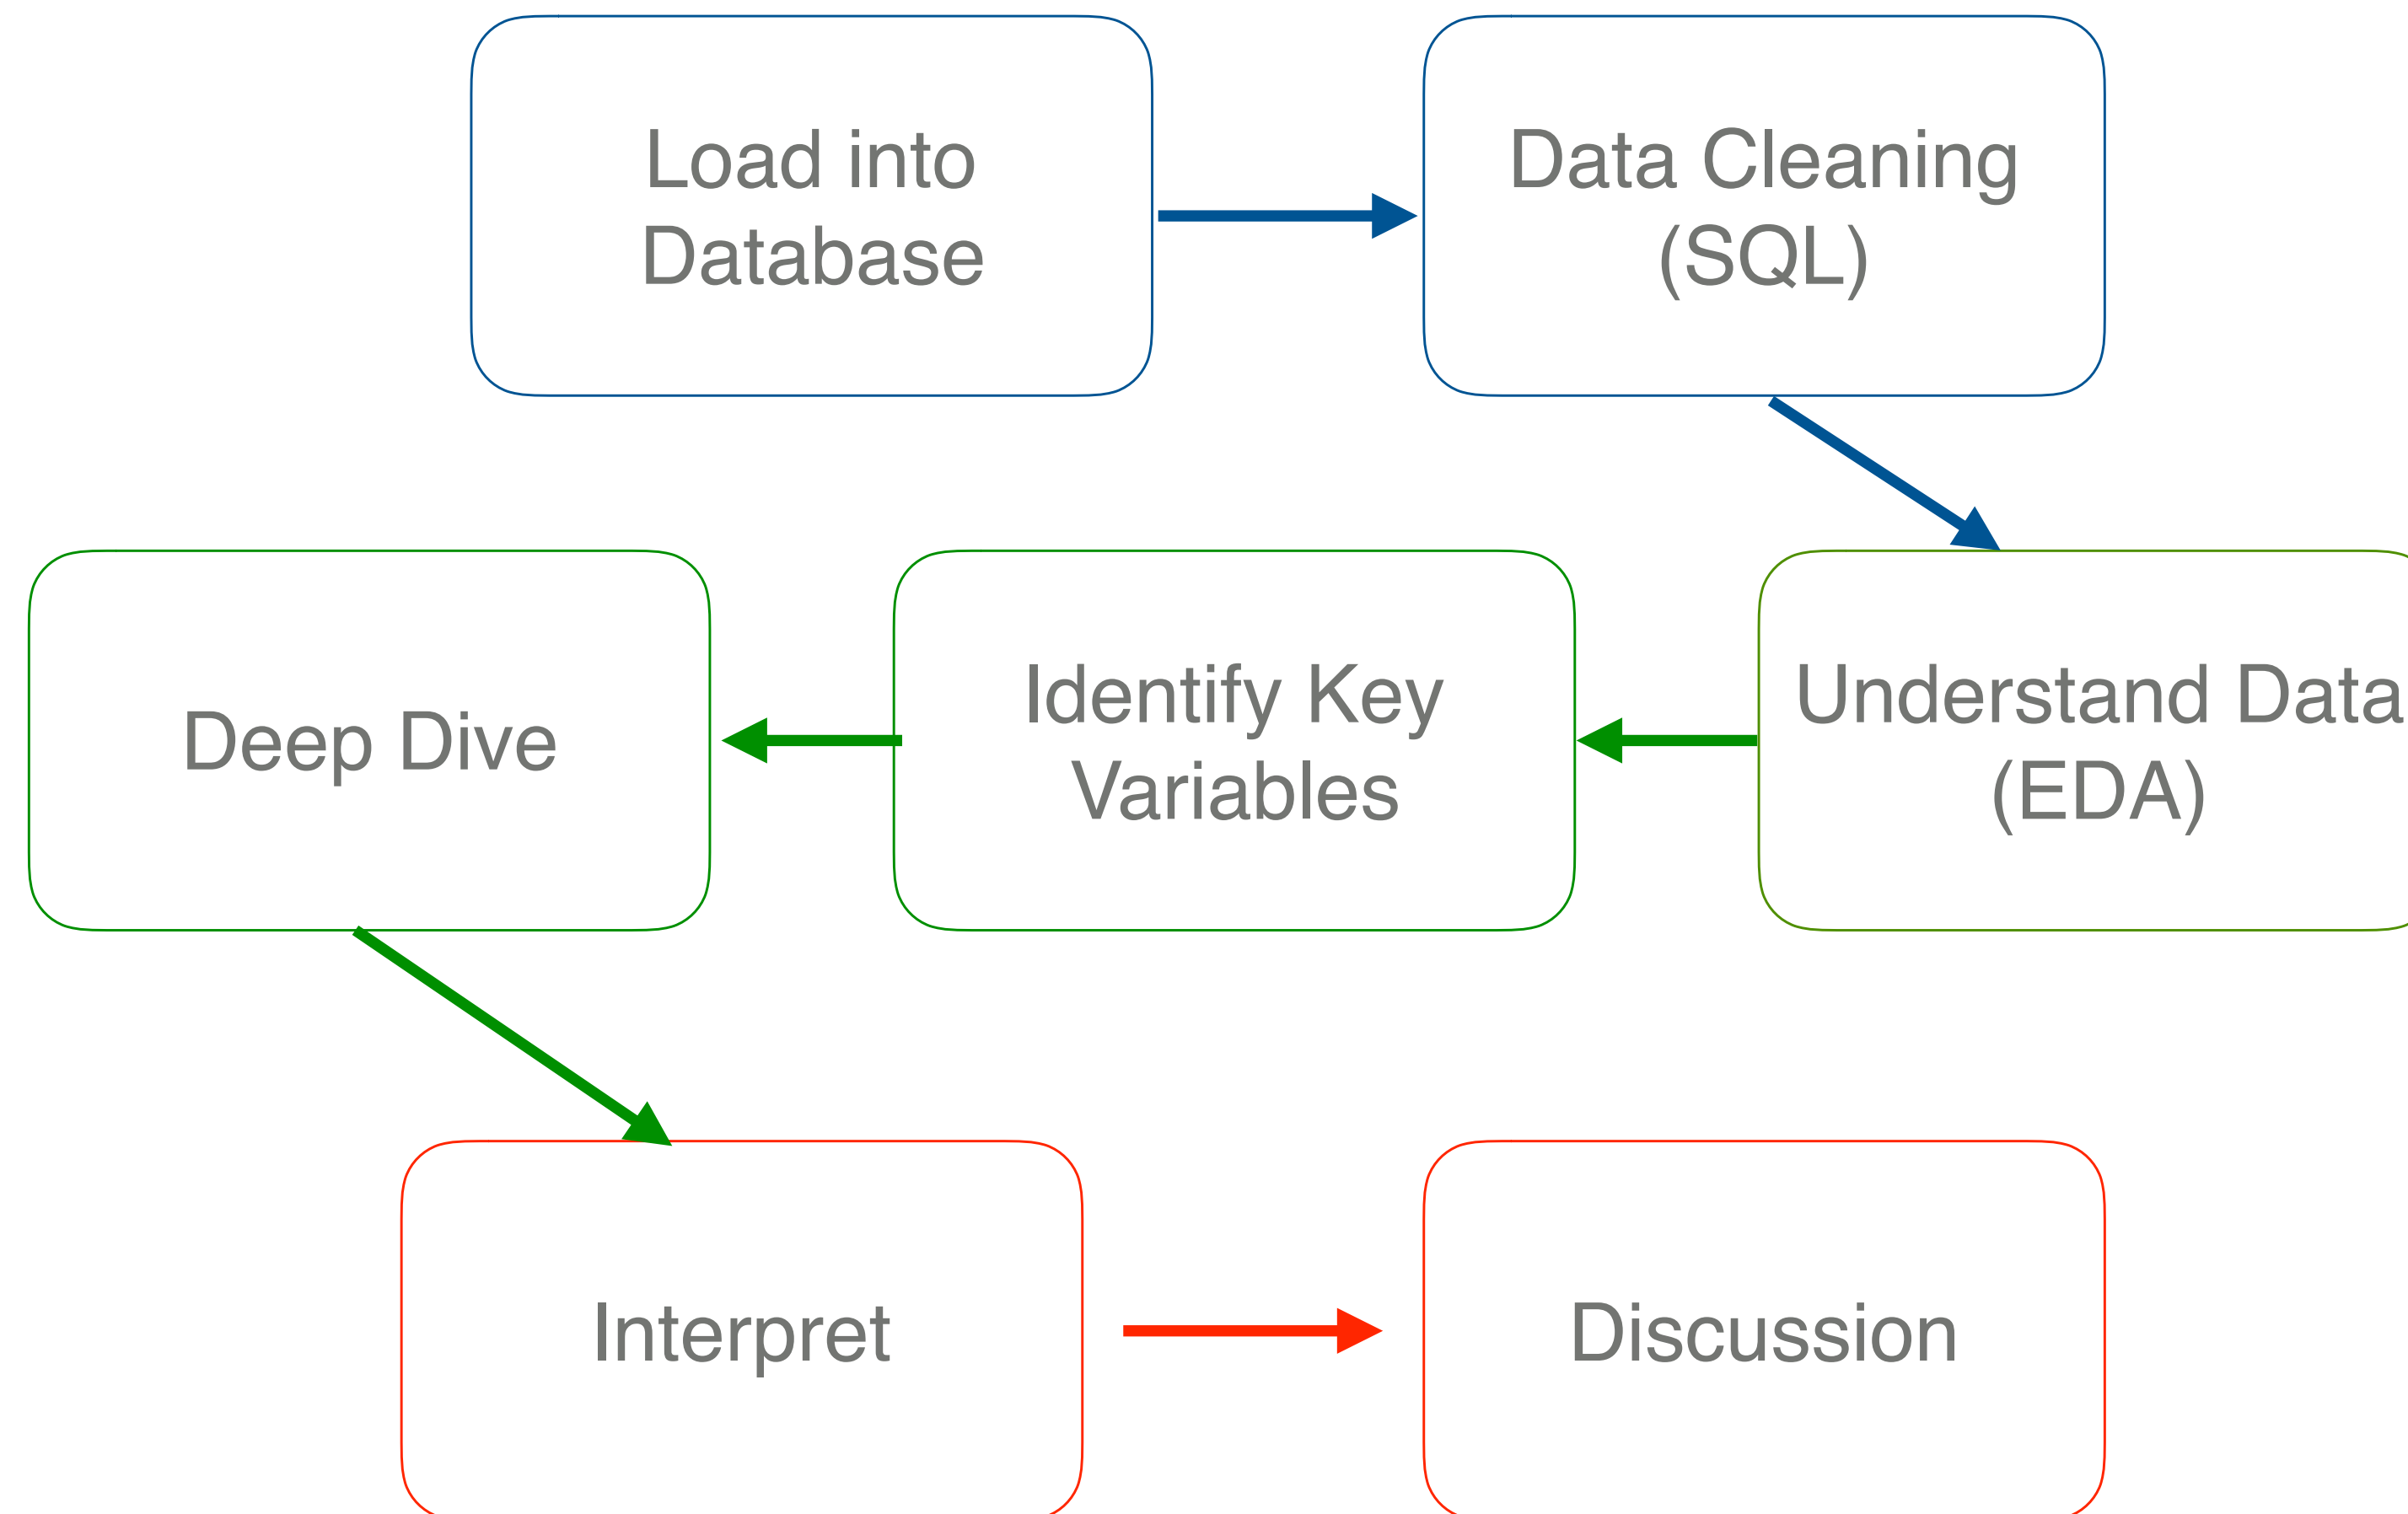 Load into
Database
Data Cleaning
(SQL)
Deep Dive
Identify Key
Variables
Understand Data
(EDA)
Interpret
Discussion